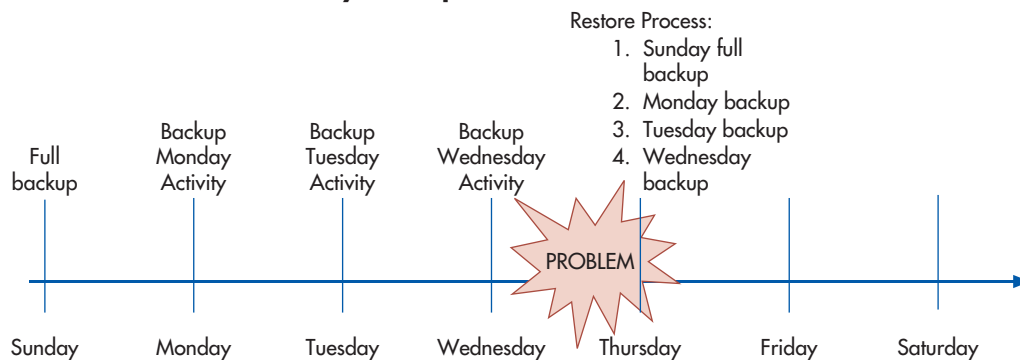 Restore Process:
1. Sunday full
backup
2. Monday backup
3. Tuesday backup
4. Wednesday
backup
Full
backup
Backup
Monday
Activity
Backup
Tuesday
Activity
Backup
Wednesday
Activity
PROBLEM
Sunday
Monday
Tuesday
Wednesday
Thursday
Friday
Saturday